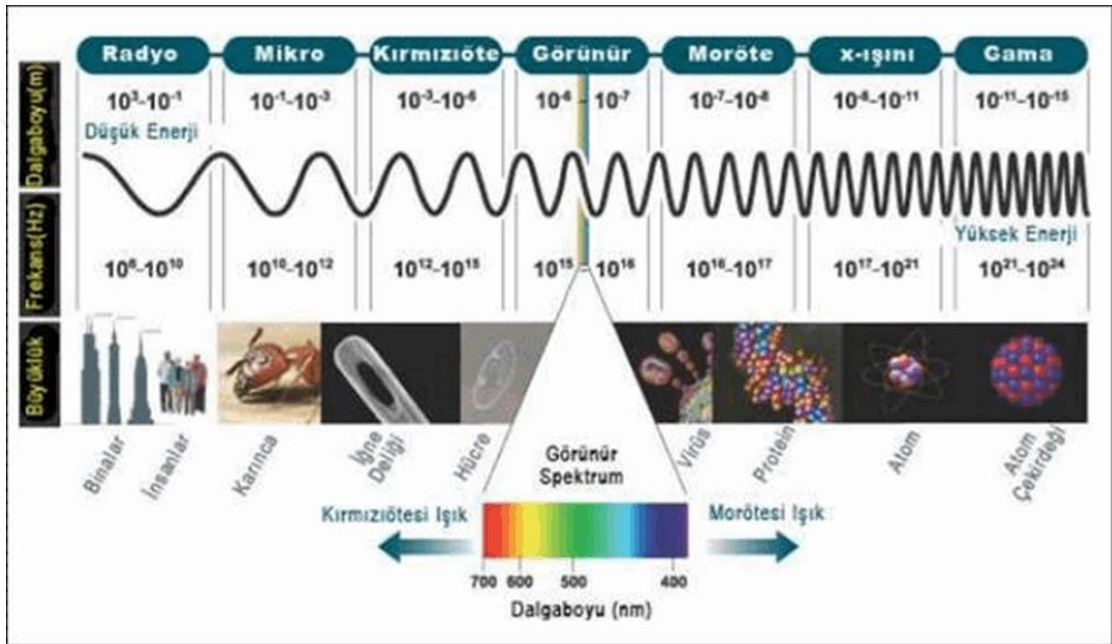 Radyo Mikro Kırmızıöte Görünür Moröte x-ışını Gama
Dalgaboyu(m)
10³-10⁻¹ 10⁻¹-10⁻³ 10⁻³-10⁻⁶ 10⁻⁶ - 10⁻⁷ 10⁻⁷-10⁻⁸ 10⁻⁸-10⁻¹¹ 10⁻¹¹-10⁻¹⁵
Düşük Enerji
Yüksek Enerji
Frekans(Hz)
10⁶-10¹⁰ 10¹⁰-10¹² 10¹²-10¹⁵ 10¹⁵ - 10¹⁶ 10¹⁶-10¹⁷ 10¹⁷-10²¹ 10²¹-10²⁴
Büyüklük
Binalar
İnsanlar
Karınca
İğne
Deliği
Hücre
Virüs
Protein
Atom
Atom
Çekirdeği
Görünür
Spektrum
Kırmızıötesi Işık
Morötesi Işık
700 600 500 400
Dalgaboyu (nm)